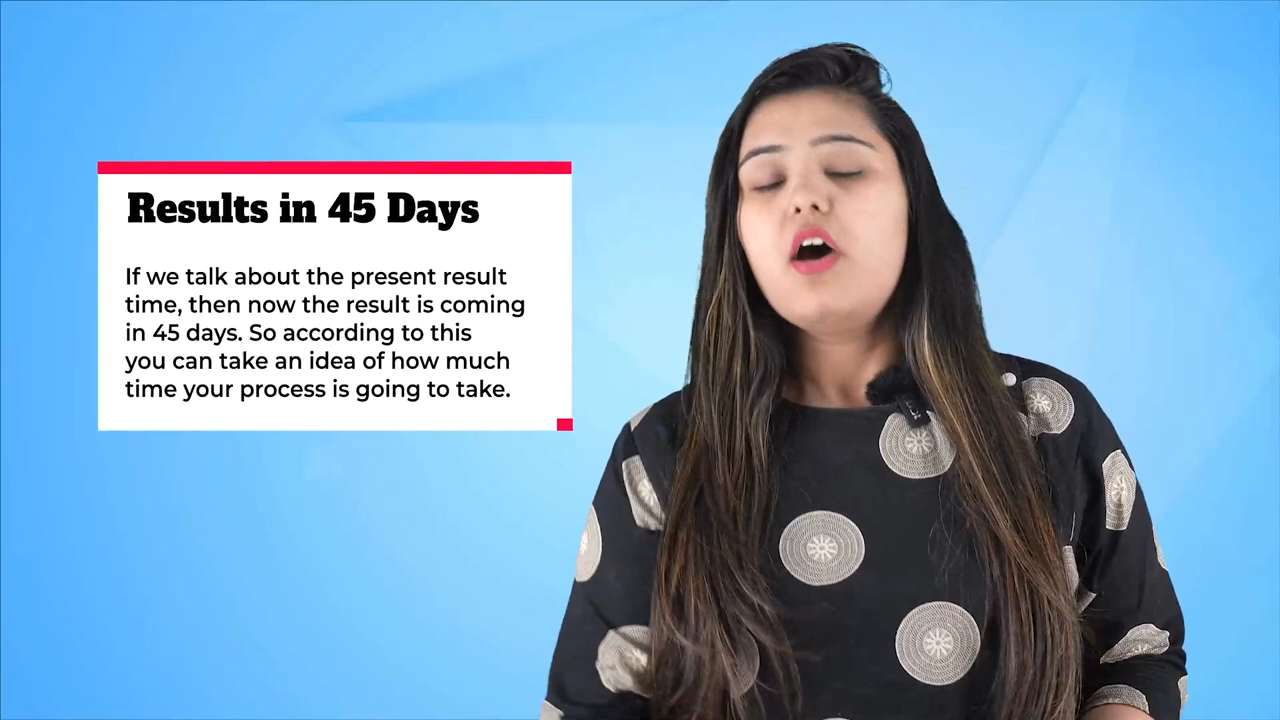 Results in 45 Days
If we talk about the present result
time, then now the result is coming
in 45 days. So according to this
you can take an idea of how much
time your process is going to take.